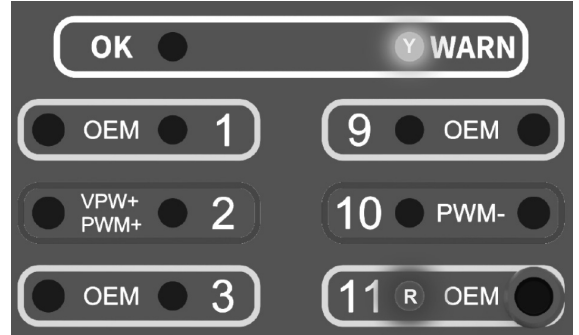 OK Y WARN
OEM 1 9 OEM
VPW+
PWM+ 2 10 PWM-
OEM 3 11 R OEM